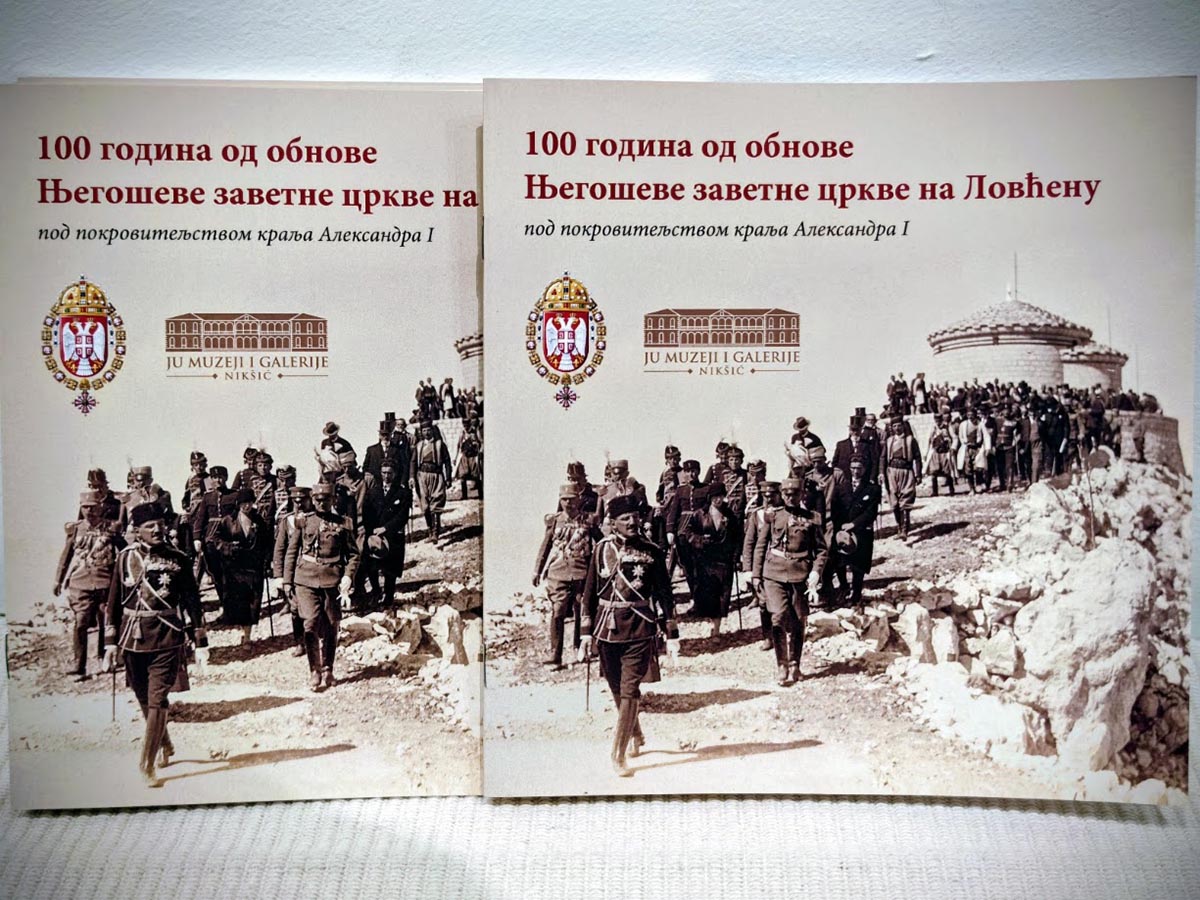 100 година од обнове
Његошеве заветне цркве на
под покровитељством краља Александра I
JU MUZEJI I GALERIJE
NIKŠIĆ
100 година од обнове
Његошеве заветне цркве на Ловћену
под покровитељством краља Александра I
JU MUZEJI I GALERIJE
NIKŠIĆ